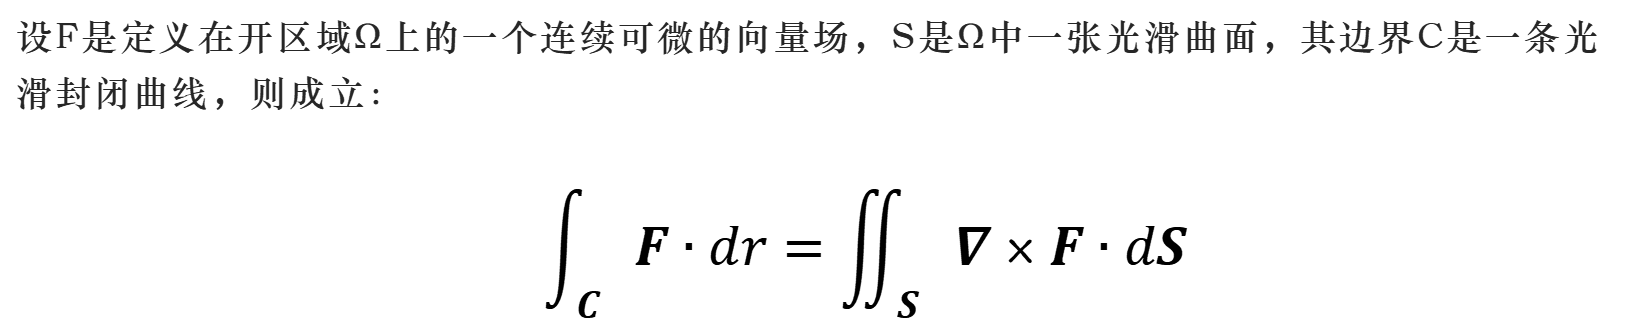 设F是定义在开区域Ω上的一个连续可微的向量场，S是Ω中一张光滑曲面，其边界C是一条光
滑封闭曲线，则成立：
∫_C F · dr = ∬_S ∇ × F · dS